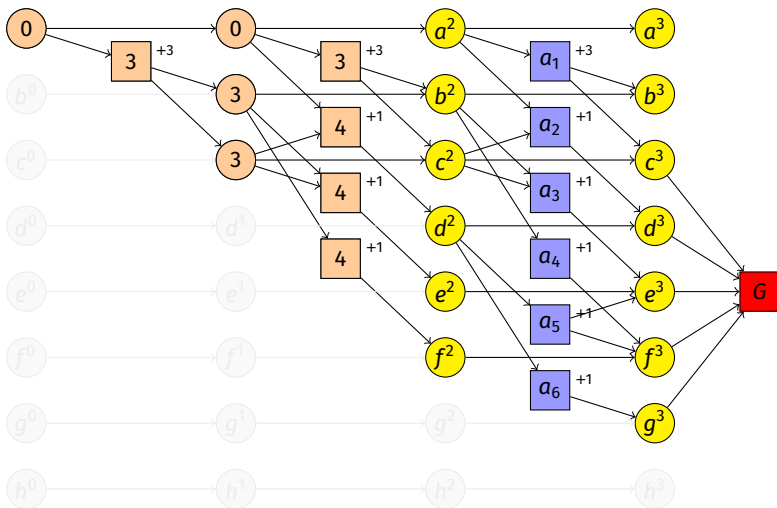 0 0 a² a³
3 +3 3 +3 a₁ +3
b⁰ 3 b² b³
4 +1 a₂ +1
c⁰ 3 c² c³
4 +1 a₃ +1
d⁰ d¹ d² d³
4 +1 a₄ +1
e⁰ e¹ e² e³ G
a₅ +1
f⁰ f¹ f² f³
a₆ +1
g⁰ g¹ g² g³
h⁰ h¹ h² h³